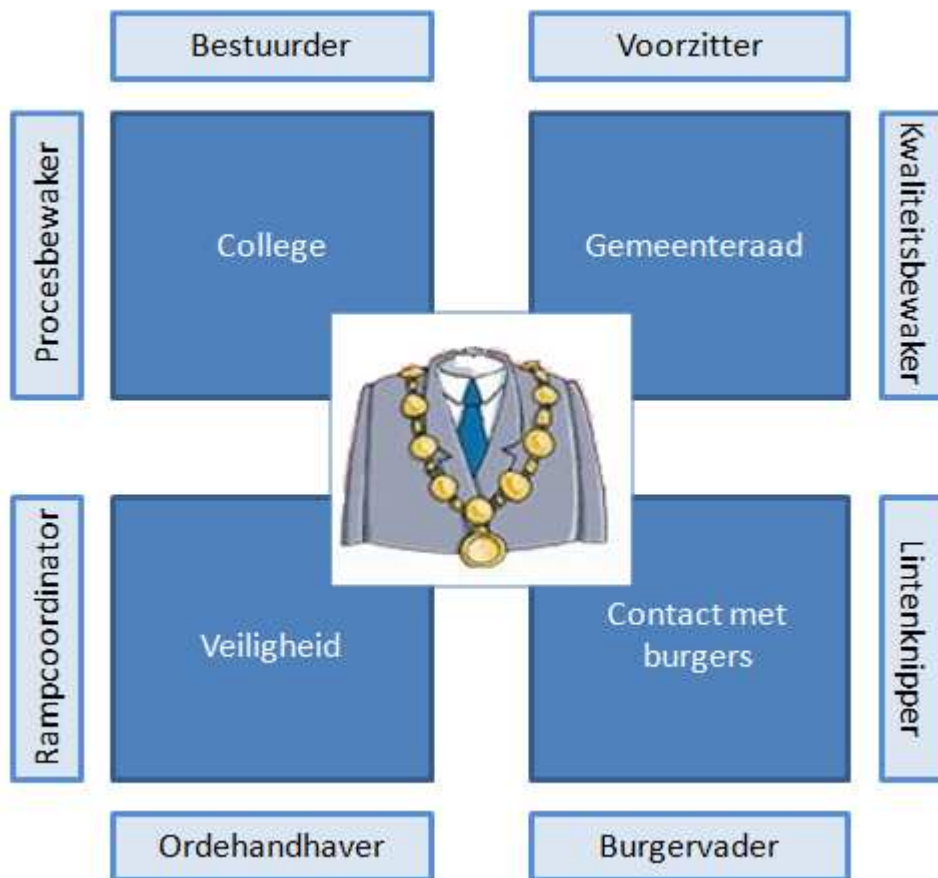 Bestuurder
Voorzitter
Procesbewaker
College
Gemeenteraad
Kwaliteitsbewaker
Rampcoordinator
Veiligheid
Contact met
burgers
Lintenknipper
Ordehandhaver
Burgervader